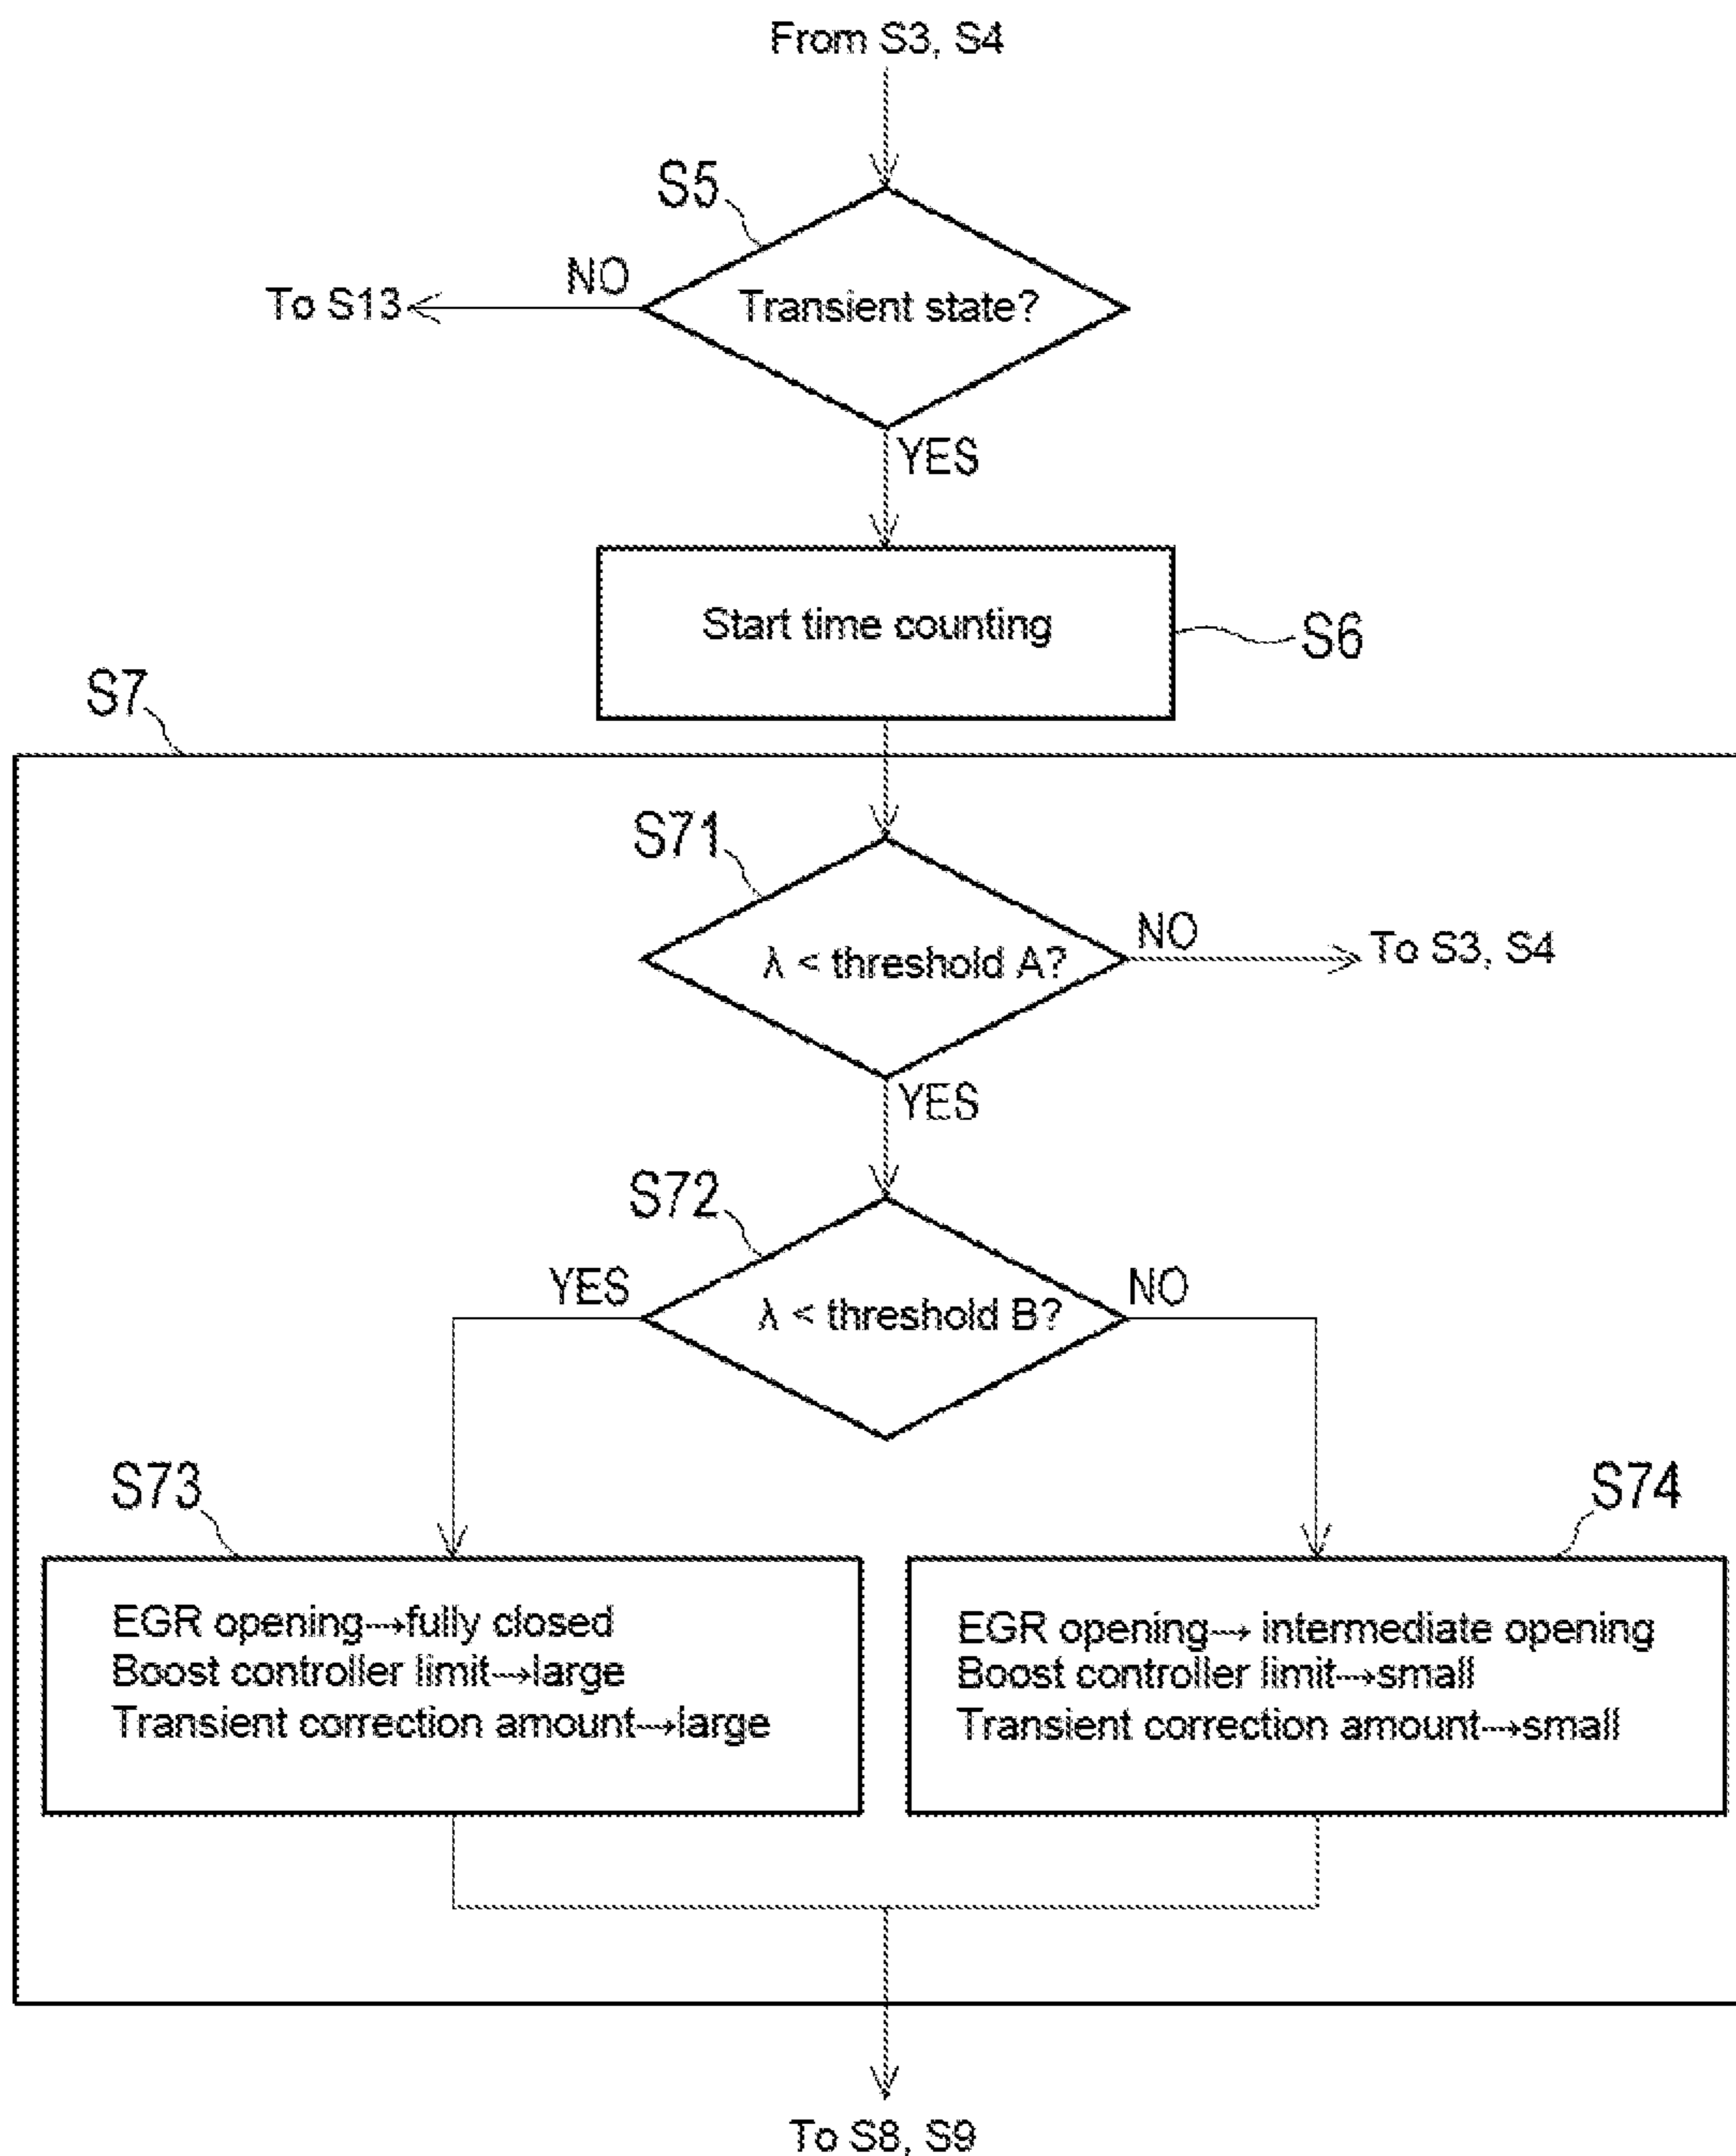 From S3, S4
S5
NO
To S13
Transient state?
YES
Start time counting
S6
S7
S71
NO
λ < threshold A?
To S3, S4
YES
S72
YES
NO
λ < threshold B?
S73
S74
EGR opening→fully closed
Boost controller limit→large
Transient correction amount→large
EGR opening→ intermediate opening
Boost controller limit→small
Transient correction amount→small
To S8, S9